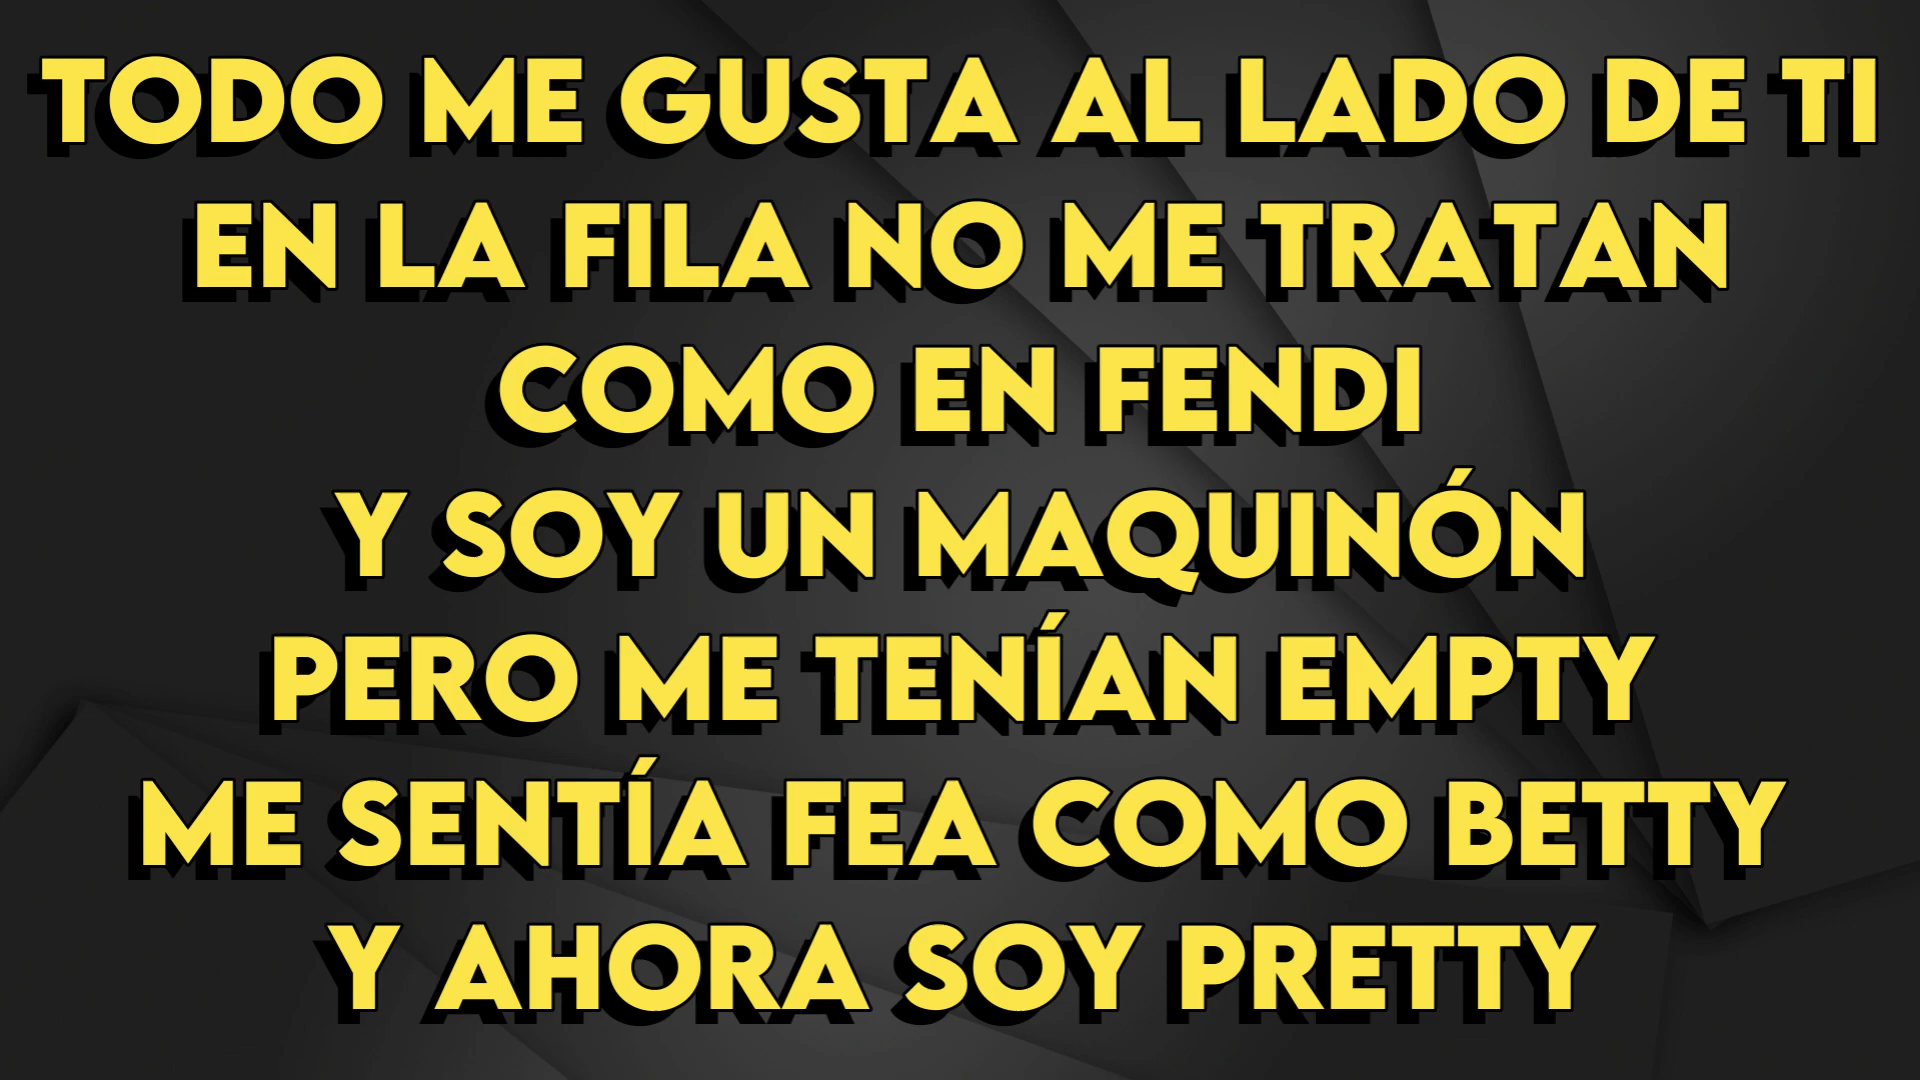 TODO ME GUSTA AL LADO DE TI
EN LA FILA NO ME TRATAN
COMO EN FENDI
Y SOY UN MAQUINÓN
PERO ME TENÍAN EMPTY
ME SENTÍA FEA COMO BETTY
Y AHORA SOY PRETTY